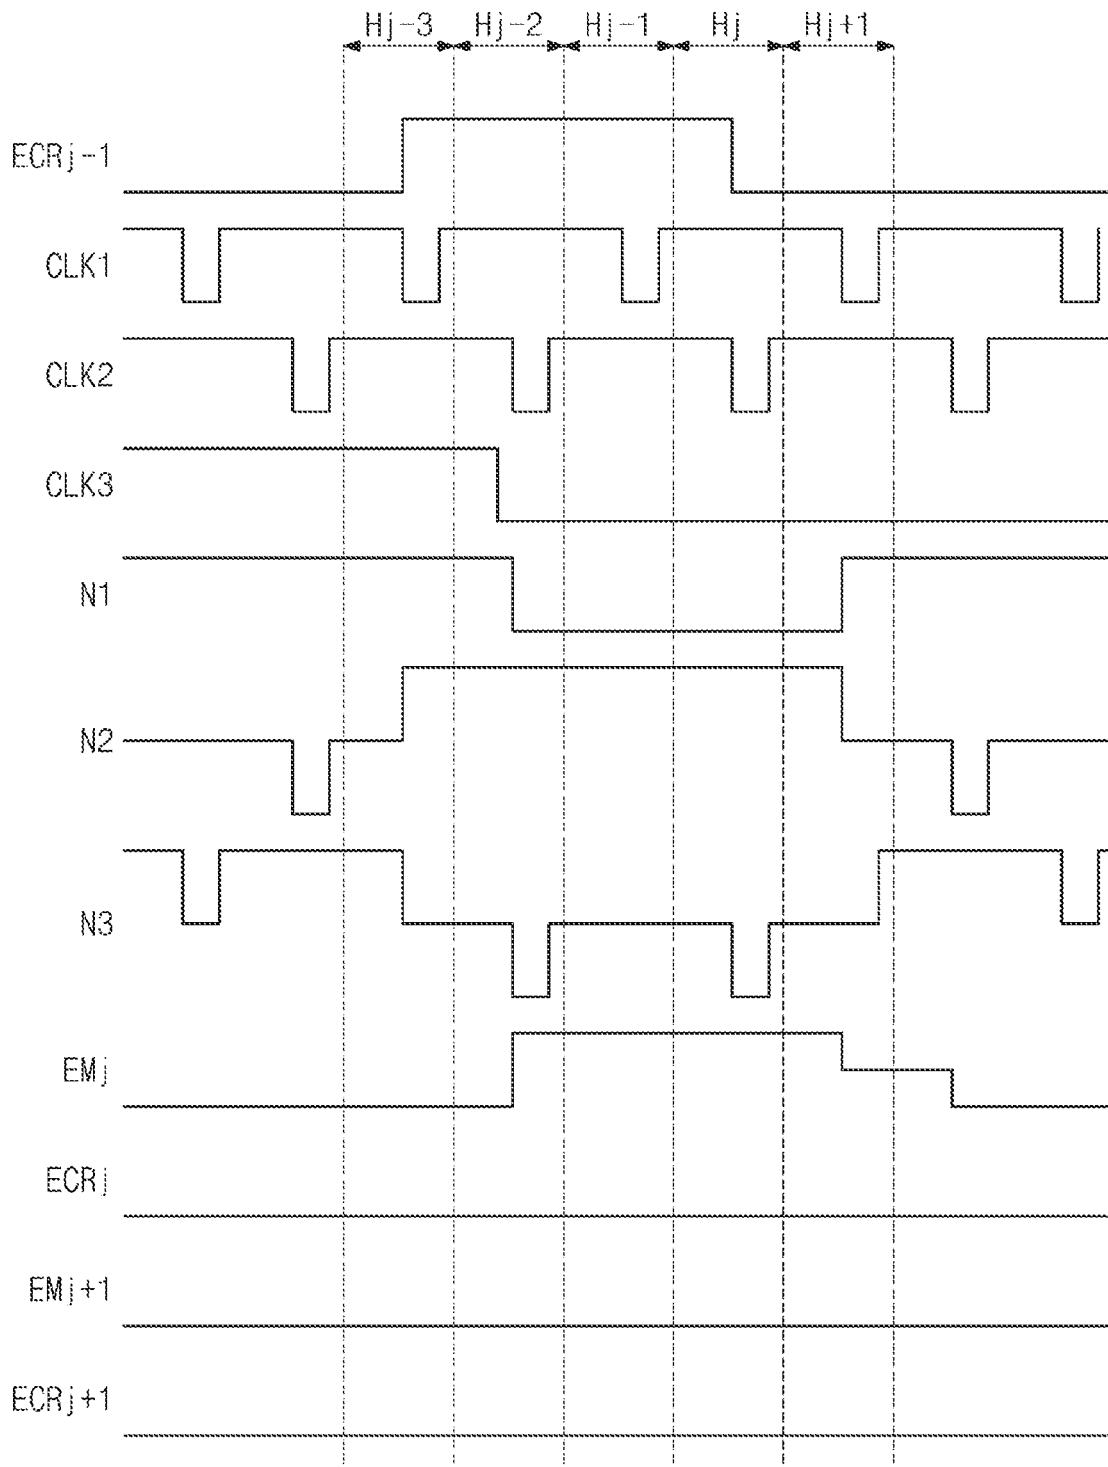 Hj-3 Hj-2 Hj-1 Hj Hj+1
ECRj-1
CLK1
CLK2
CLK3
N1
N2
N3
EMj
ECRj
EMj+1
ECRj+1